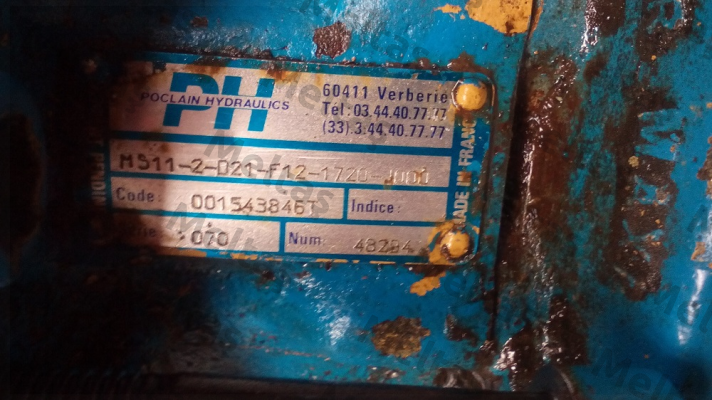 PH
POCLAIN HYDRAULICS
60411 Verberie
Tel:03.44.40.77.77
(33).3.44.40.77.77
MS11-2-D21-F12-1720-JUDO
Code: 001543846T Indice:
: 070 Num 48284
MADE IN FRANCE